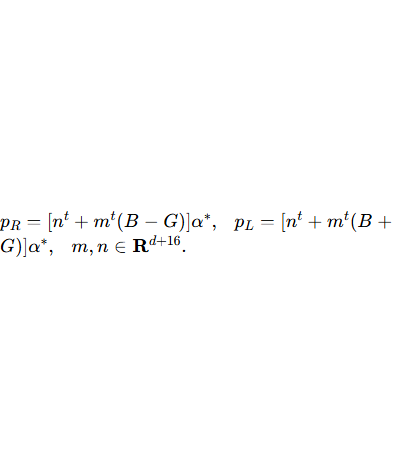 p_R = [n^t + m^t(B − G)]α^*,   p_L = [n^t + m^t(B +
G)]α^*,   m, n ∈ **R**^{d+16}.